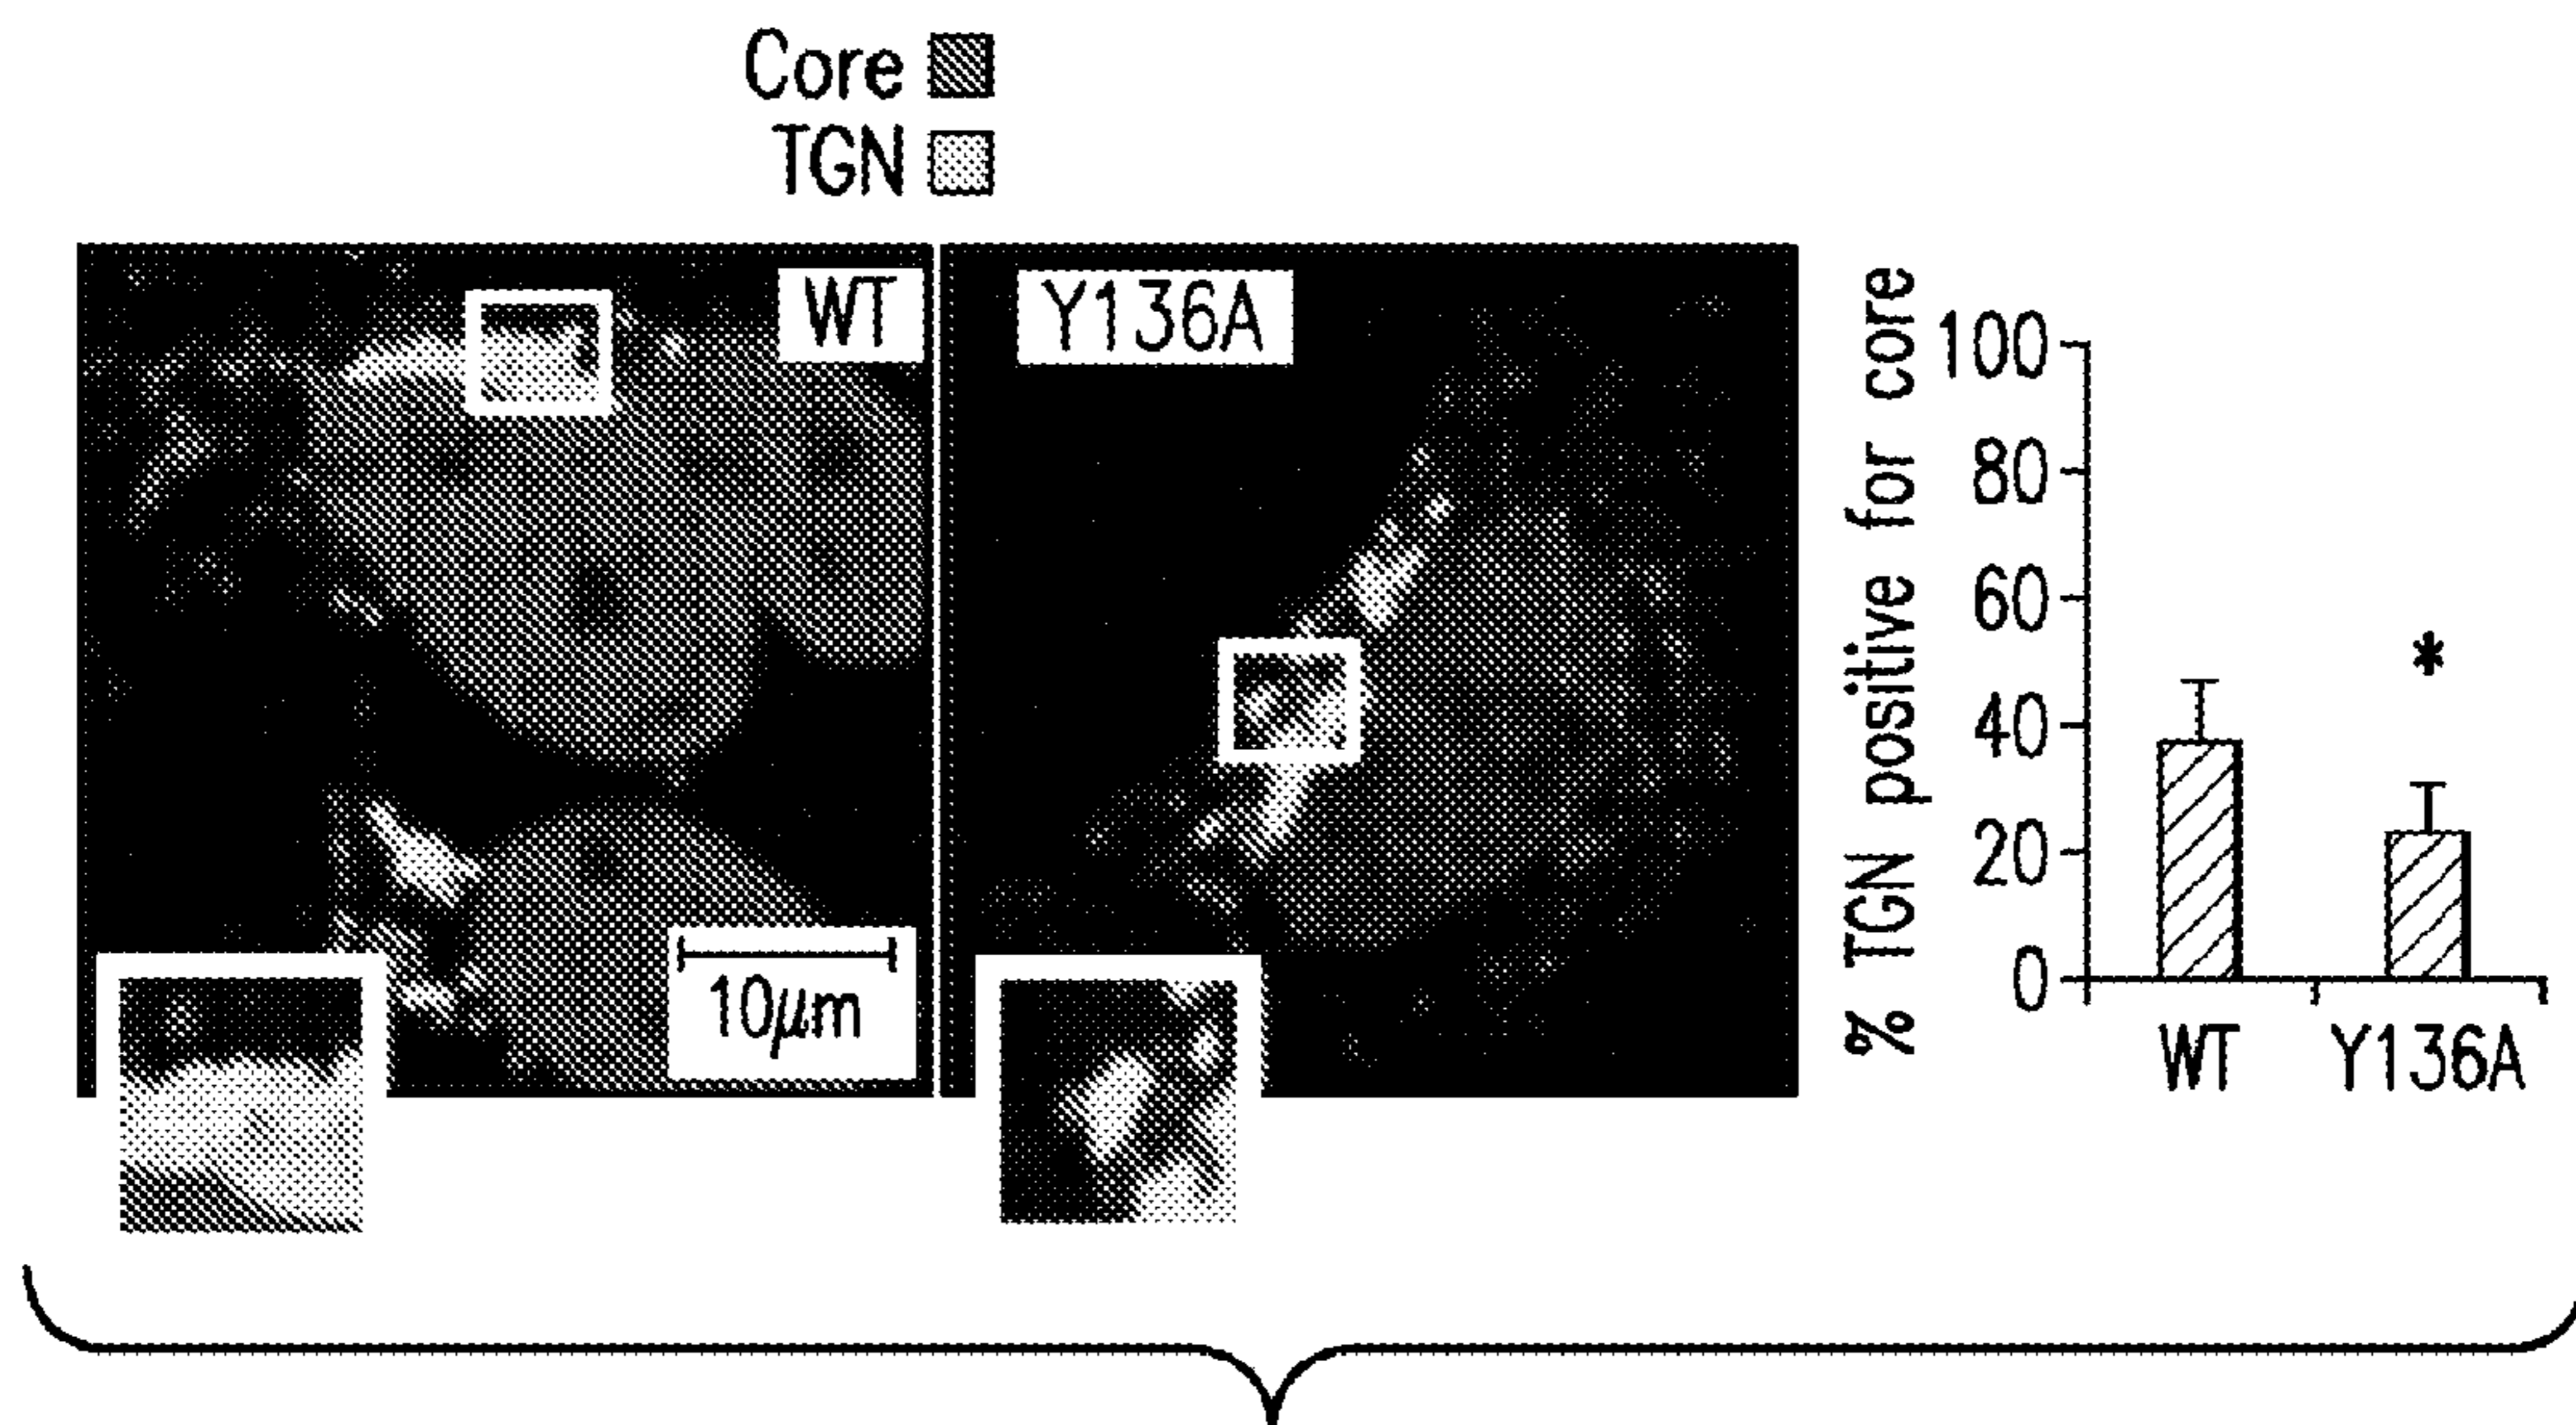 Core
TGN
WT
Y136A
10μm
% TGN positive for core
100
80
60
40
20
0
*
WT
Y136A